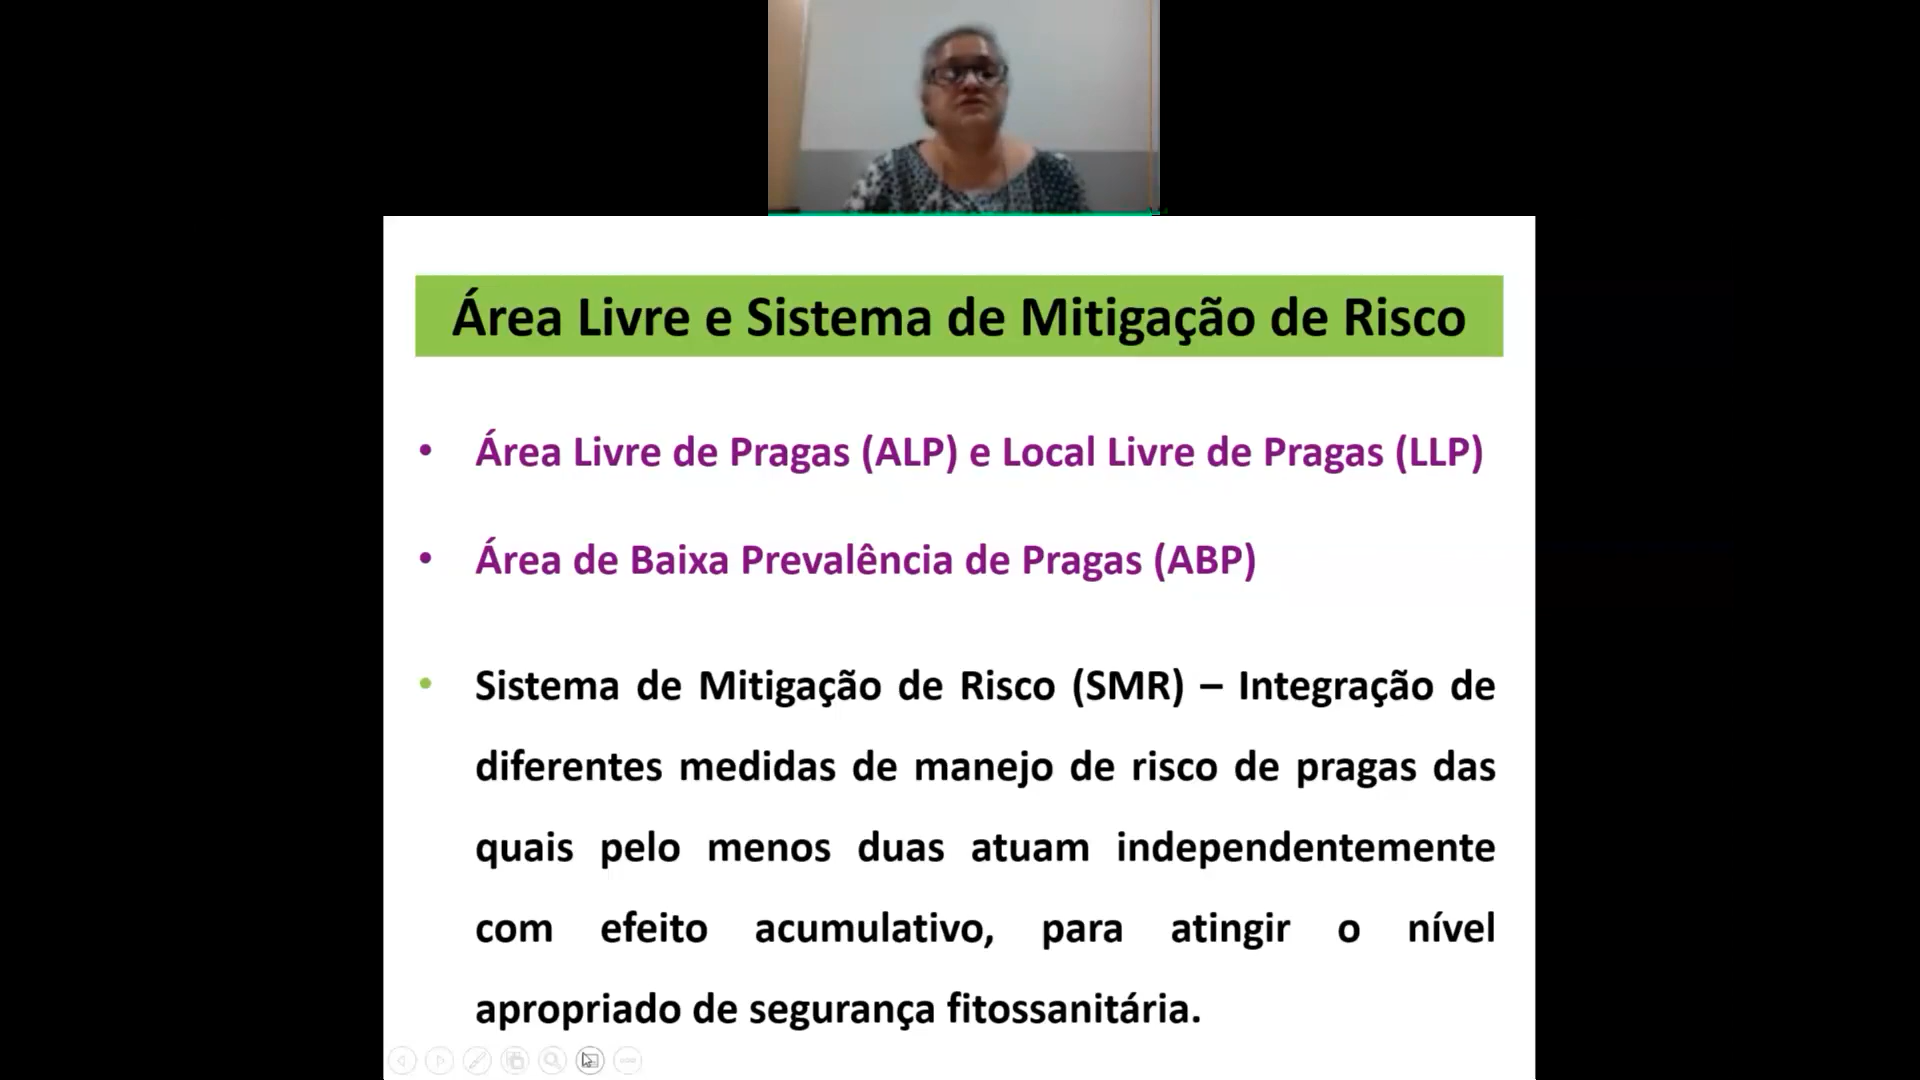 Área Livre e Sistema de Mitigação de Risco
• Área Livre de Pragas (ALP) e Local Livre de Pragas (LLP)
• Área de Baixa Prevalência de Pragas (ABP)
• Sistema de Mitigação de Risco (SMR) – Integração de
diferentes medidas de manejo de risco de pragas das
quais pelo menos duas atuam independentemente
com efeito acumulativo, para atingir o nível
apropriado de segurança fitossanitária.